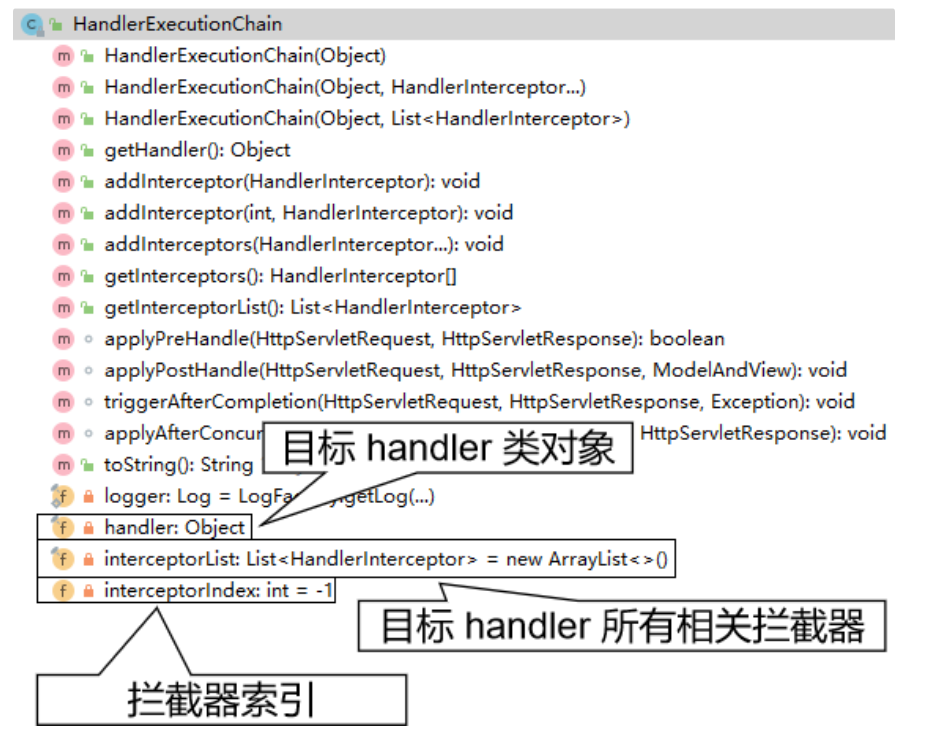 HandlerExecutionChain
HandlerExecutionChain(Object)
HandlerExecutionChain(Object, HandlerInterceptor...)
HandlerExecutionChain(Object, List<HandlerInterceptor>)
getHandler(): Object
addInterceptor(HandlerInterceptor): void
addInterceptor(int, HandlerInterceptor): void
addInterceptors(HandlerInterceptor...): void
getInterceptors(): HandlerInterceptor[]
getInterceptorList(): List<HandlerInterceptor>
applyPreHandle(HttpServletRequest, HttpServletResponse): boolean
applyPostHandle(HttpServletRequest, HttpServletResponse, ModelAndView): void
triggerAfterCompletion(HttpServletRequest, HttpServletResponse, Exception): void
applyAfterConcur HttpServletResponse): void
目标 handler 类对象
toString(): String
logger: Log = LogFa getLog(...)
handler: Object
interceptorList: List<HandlerInterceptor> = new ArrayList<>()
interceptorIndex: int = -1
目标 handler 所有相关拦截器
拦截器索引